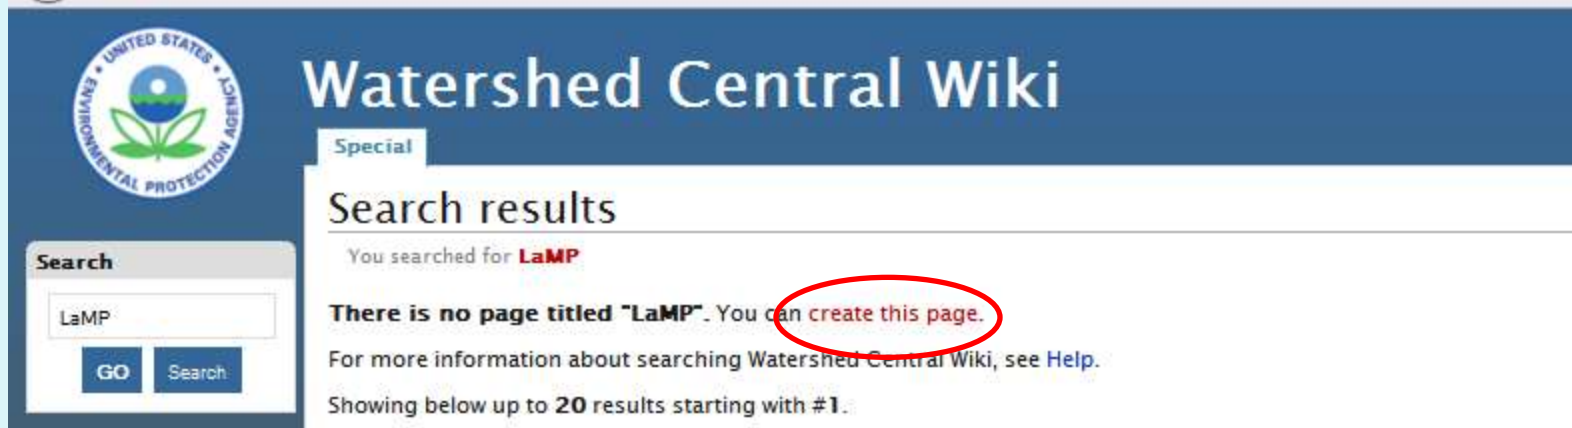 UNITED STATES
ENVIRONMENTAL PROTECTION AGENCY
Watershed Central Wiki
Special
Search results
You searched for LaMP
Search
LaMP
GO Search
There is no page titled "LaMP". You can create this page.
For more information about searching Watershed Central Wiki, see Help.
Showing below up to 20 results starting with #1.